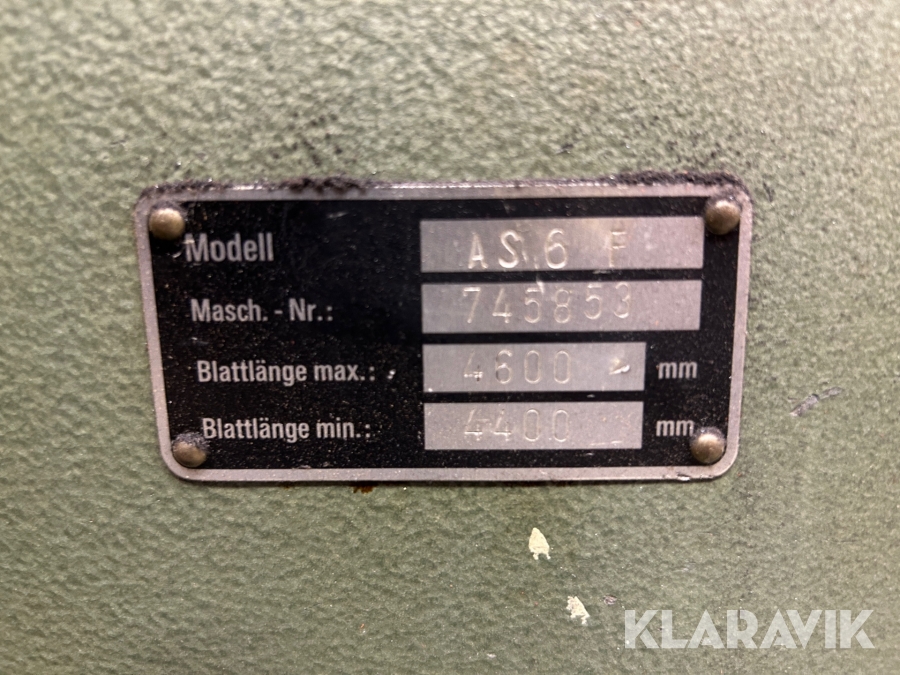 Modell AS 6 F
Masch. - Nr.: 745853
Blattlänge max.: 4600 mm
Blattlänge min.: 4400 mm
KLARAVIK